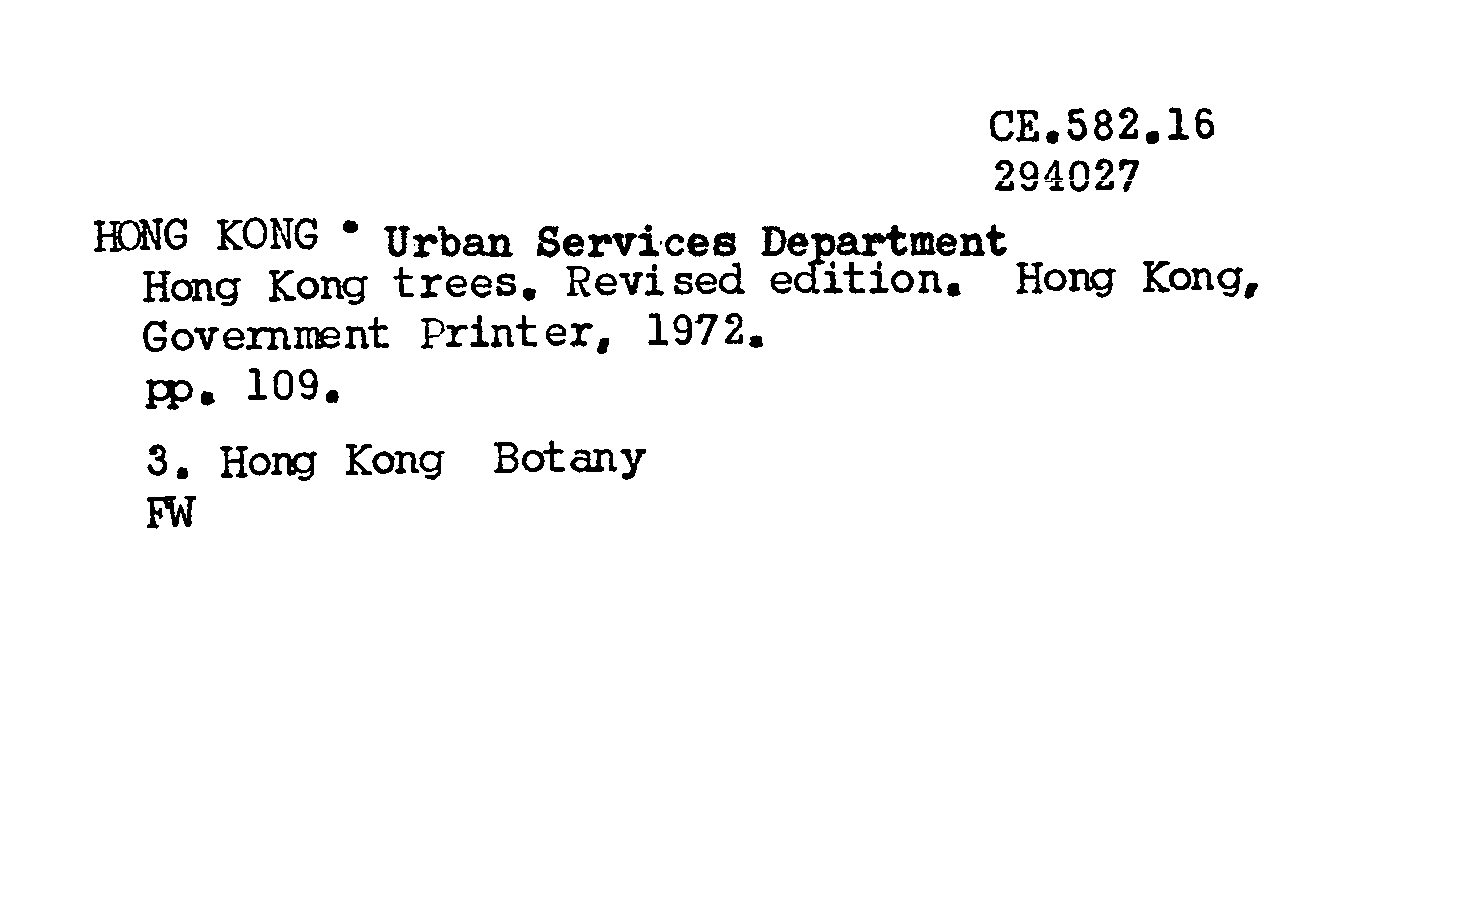 CE.582.16
294027
HONG KONG . Urban Services Department
Hong Kong trees. Revised edition. Hong Kong,
Government Printer, 1972.
pp. 109.
3. Hong Kong Botany
FW